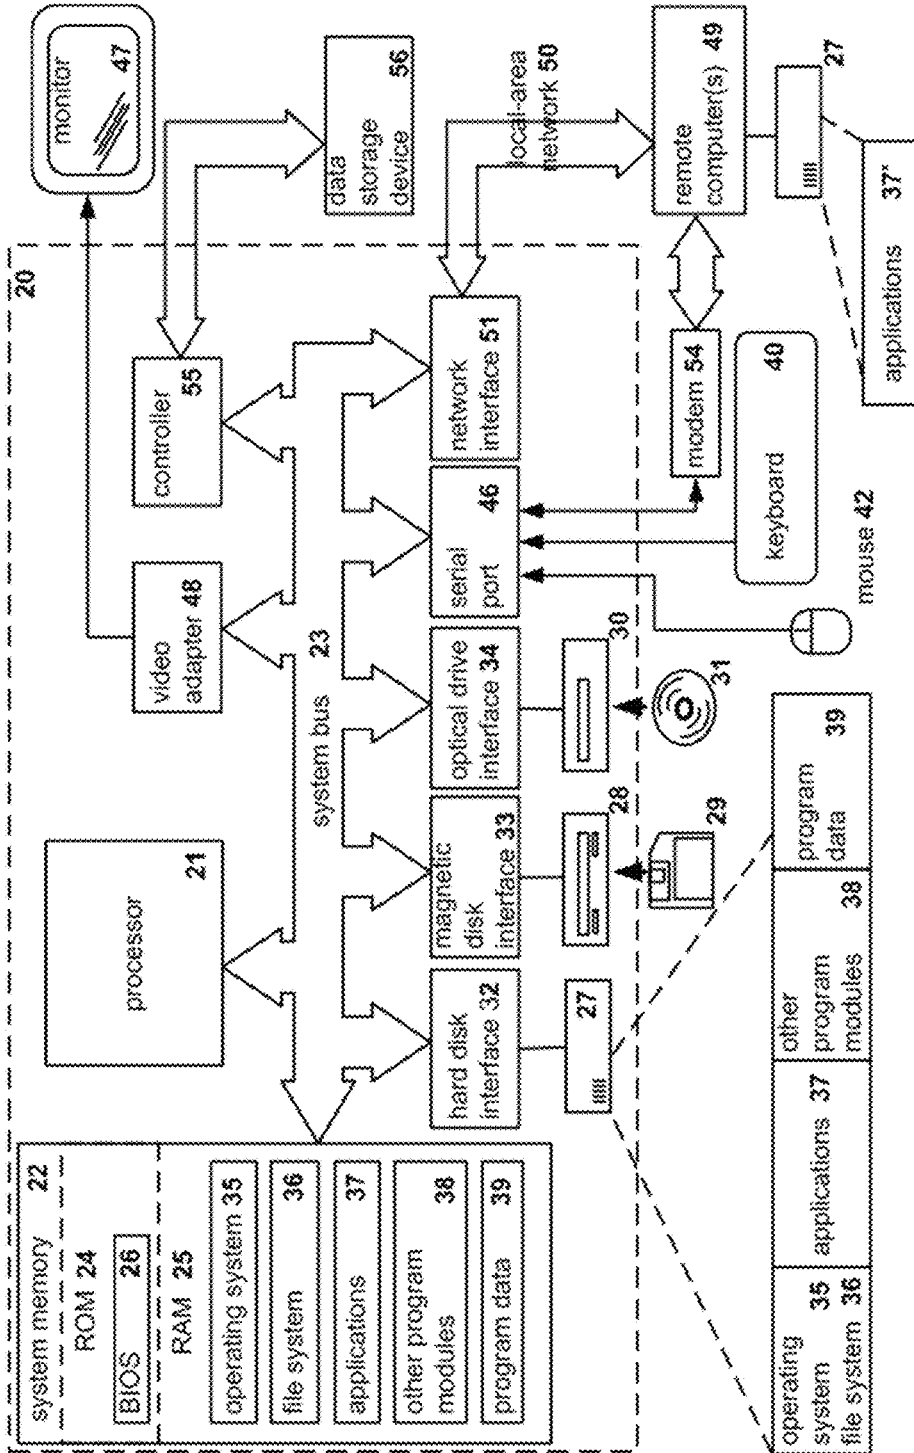 system memory 22
ROM 24
BIOS 26
RAM 25
operating system 35
file system 36
applications 37
other program
modules 38
program data 39
processor
21
20
video
adapter 48
controller
55
monitor
47
system bus 23
data
storage
device
56
hard disk
interface 32
magnetic
disk
interface 33
optical drive
interface 34
serial
port
46
network
interface 51
local-area
network 50
27
28
30
29
31
modem 54
remote
computer(s) 49
27
keyboard
40
mouse 42
applications 37"
operating
system 35
file system 36
applications 37
other
program
modules 38
program
data 39